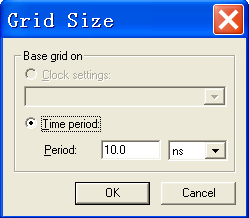 Grid Size
Base grid on
Clock settings:
Time period:
Period: 10.0 ns
OK Cancel